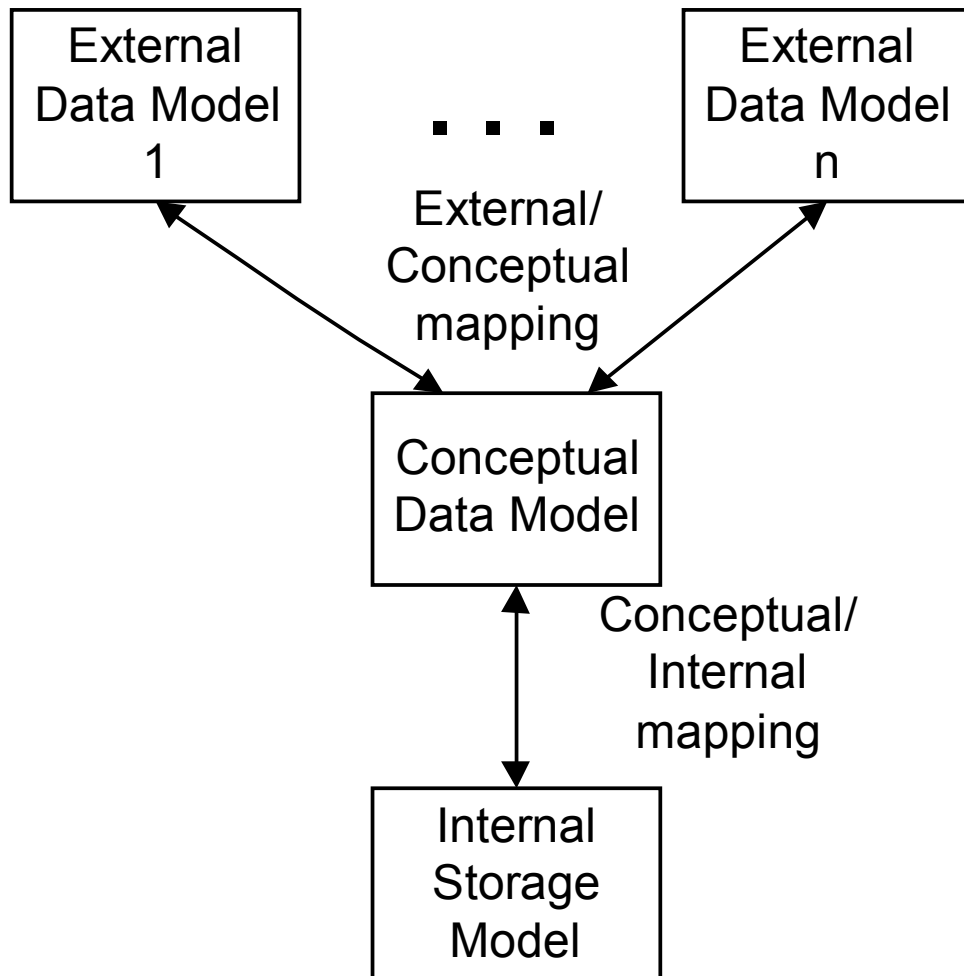 External
Data Model
1
. . .
External
Data Model
n
External/
Conceptual
mapping
Conceptual
Data Model
Conceptual/
Internal
mapping
Internal
Storage
Model